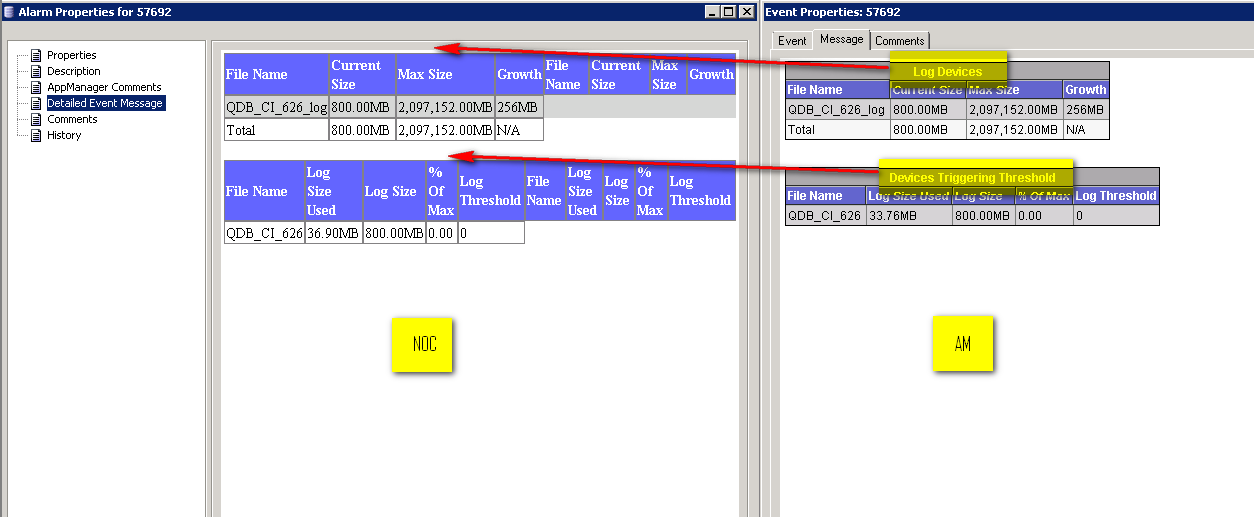 Alarm Properties for 57692
Properties
Description
AppManager Comments
Detailed Event Message
Comments
History
File Name Current Size Max Size Growth File Name Current Size Max Size Growth
QDB_CI_626_log 800.00MB 2,097,152.00MB 256MB
Total 800.00MB 2,097,152.00MB N/A
File Name Log Size Used Log Size % Of Max Log Threshold File Name Log Size Used Log Size % Of Max Log Threshold
QDB_CI_626 36.90MB 800.00MB 0.00 0
NOC
Event Properties: 57692
Event Message Comments
Log Devices
File Name Current Size Max Size Growth
QDB_CI_626_log 800.00MB 2,097,152.00MB 256MB
Total 800.00MB 2,097,152.00MB N/A
Devices Triggering Threshold
File Name Log Size Used Log Size % Of Max Log Threshold
QDB_CI_626 33.76MB 800.00MB 0.00 0
AM